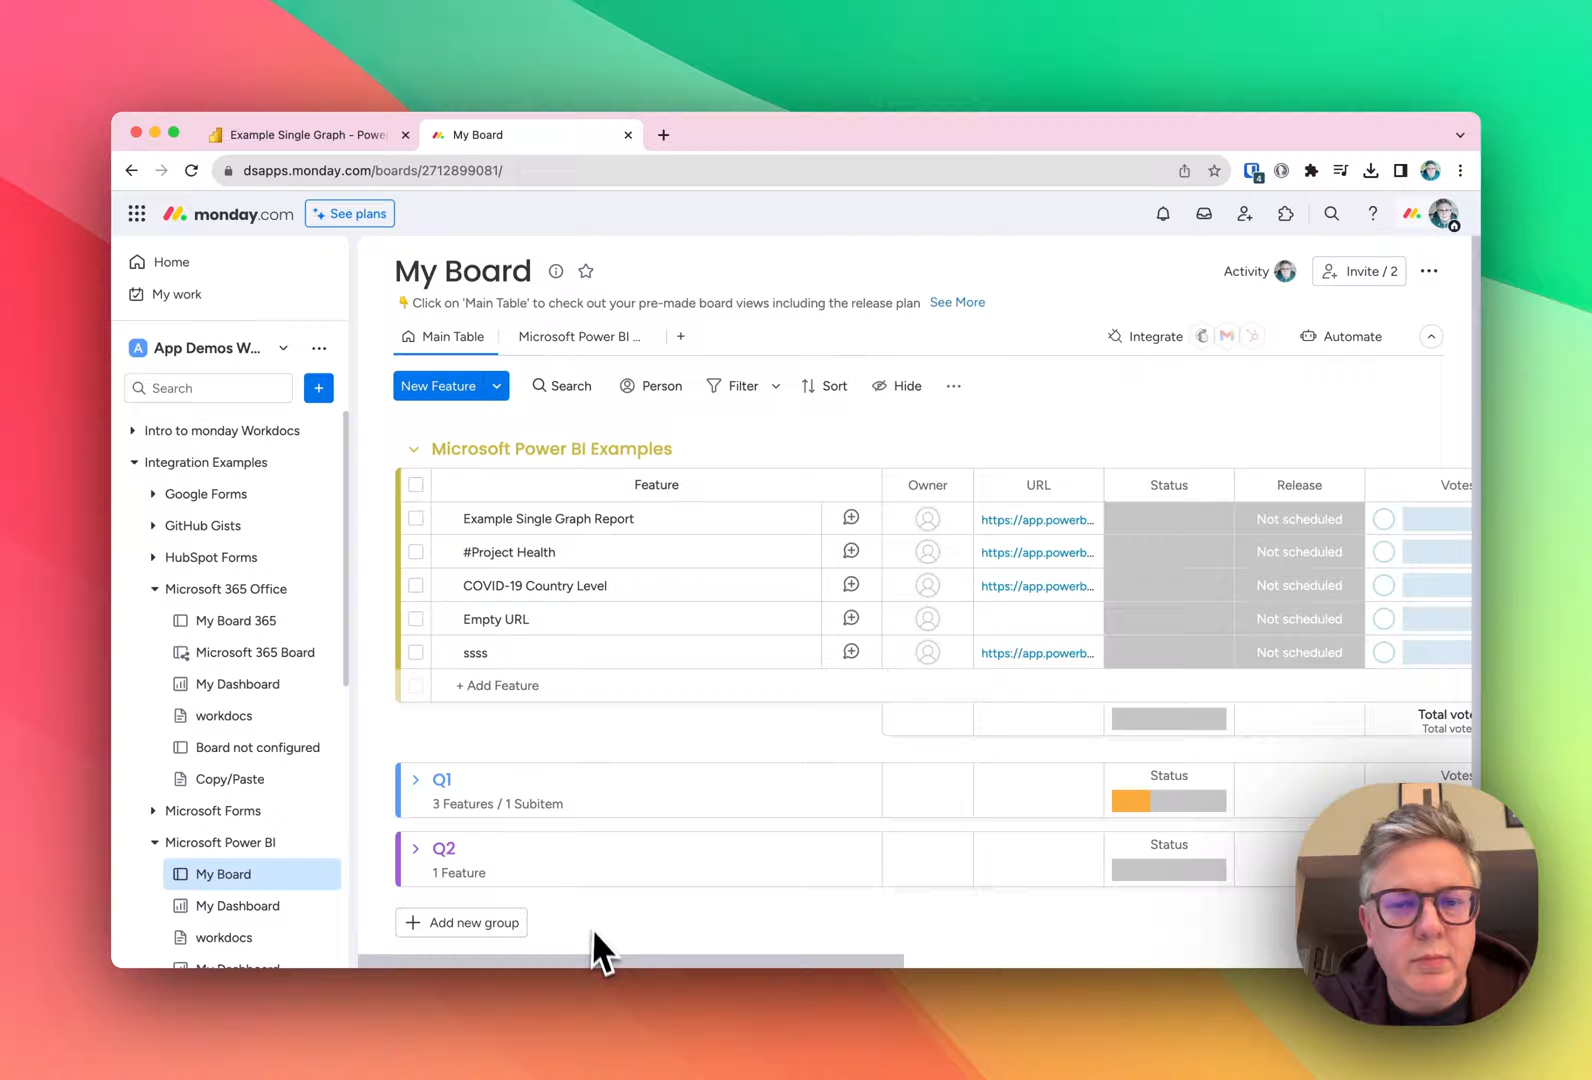 Example Single Graph - Powe
My Board
dsapps.monday.com/boards/2712899081/
4
monday.com
See plans
Home
My work
A
App Demos W...
Search
Intro to monday Workdocs
Integration Examples
Google Forms
GitHub Gists
HubSpot Forms
Microsoft 365 Office
My Board 365
Microsoft 365 Board
My Dashboard
workdocs
Board not configured
Copy/Paste
Microsoft Forms
Microsoft Power BI
My Board
My Dashboard
workdocs
My Board
Activity
Invite / 2
Click on 'Main Table' to check out your pre-made board views including the release plan See More
Main Table
Microsoft Power BI ...
+
Integrate
Automate
New Feature
Search
Person
Filter
Sort
Hide
Microsoft Power BI Examples
Feature Owner URL Status Release Votes
Example Single Graph Report https://app.powerb... Not scheduled
#Project Health https://app.powerb... Not scheduled
COVID-19 Country Level https://app.powerb... Not scheduled
Empty URL Not scheduled
ssss https://app.powerb... Not scheduled
+ Add Feature
Total vote
Total vote
Q1
3 Features / 1 Subitem
Status
Votes
Q2
1 Feature
Status
+ Add new group